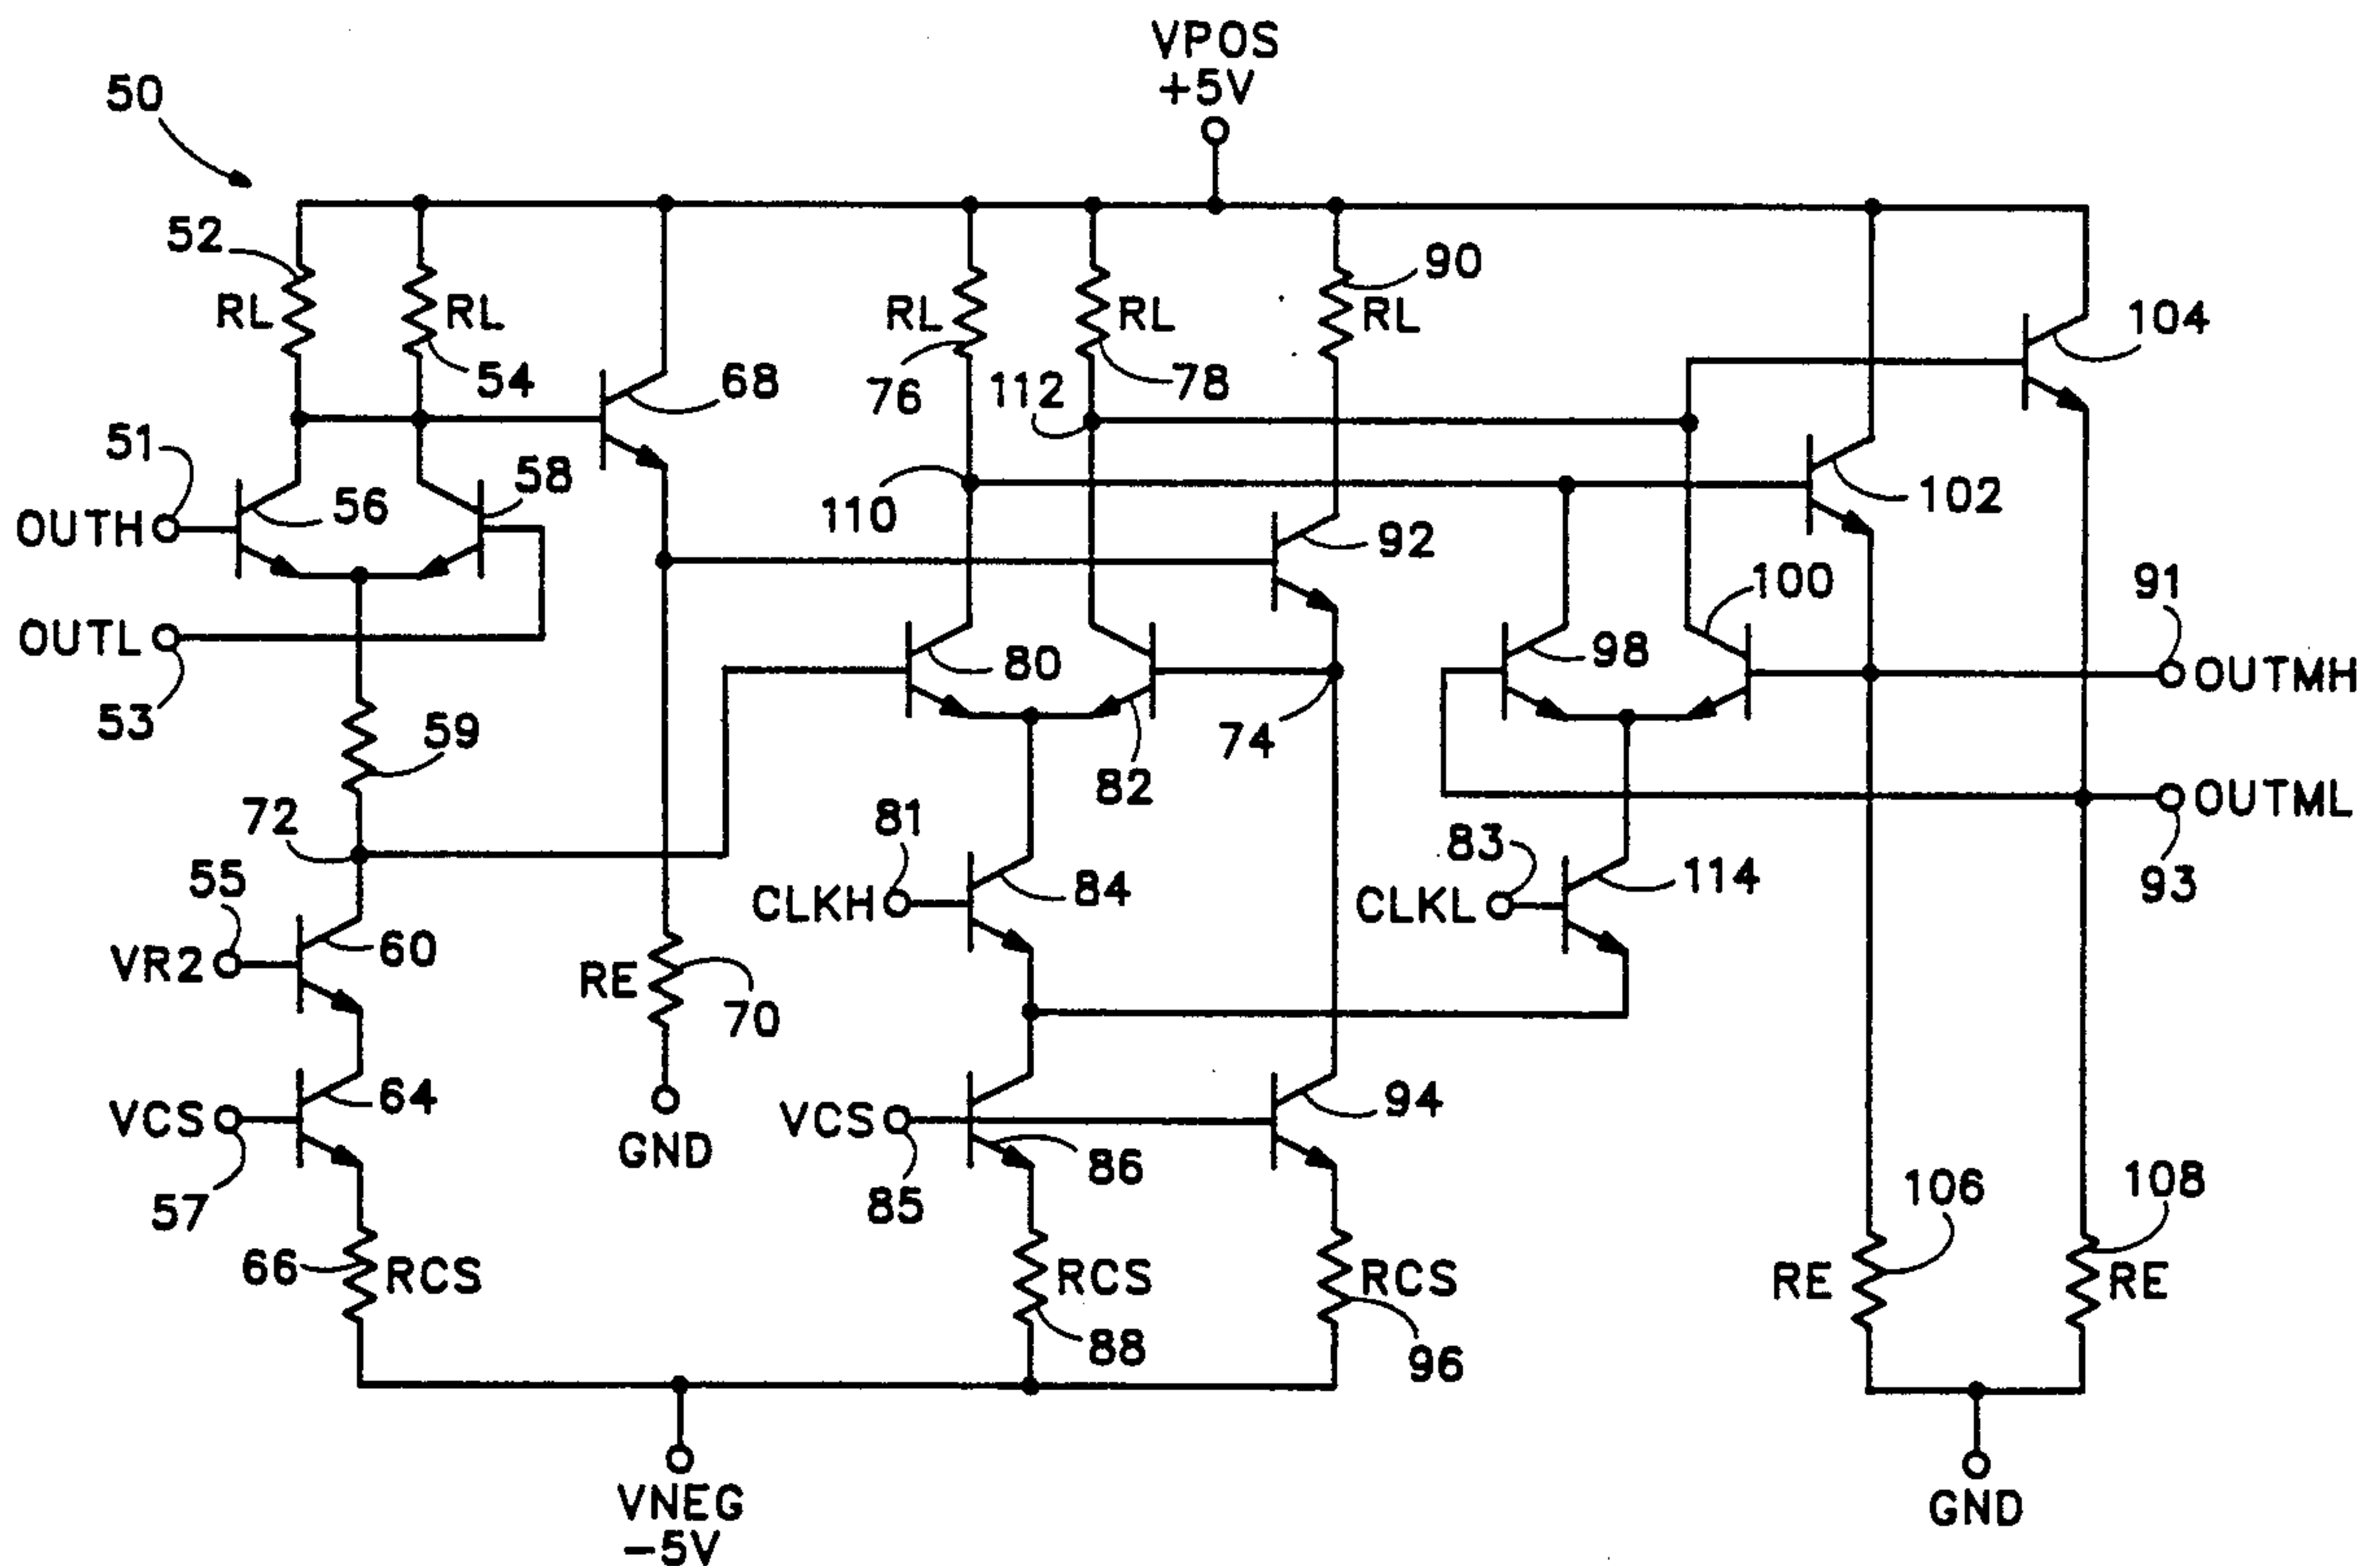 VPOS
+5V
50
52
RL
RL
54
68
RL
76
112
RL
78
90
RL
104
51
OUTH
56
58
110
92
102
OUTL
53
59
80
82
74
98
100
91
OUTMH
72
81
CLKH
84
83
CLKL
114
OUTML
93
55
VR2
60
RE
70
GND
VCS
57
64
VCS
85
86
94
66
RCS
RCS
88
RCS
96
106
RE
108
RE
VNEG
-5V
GND